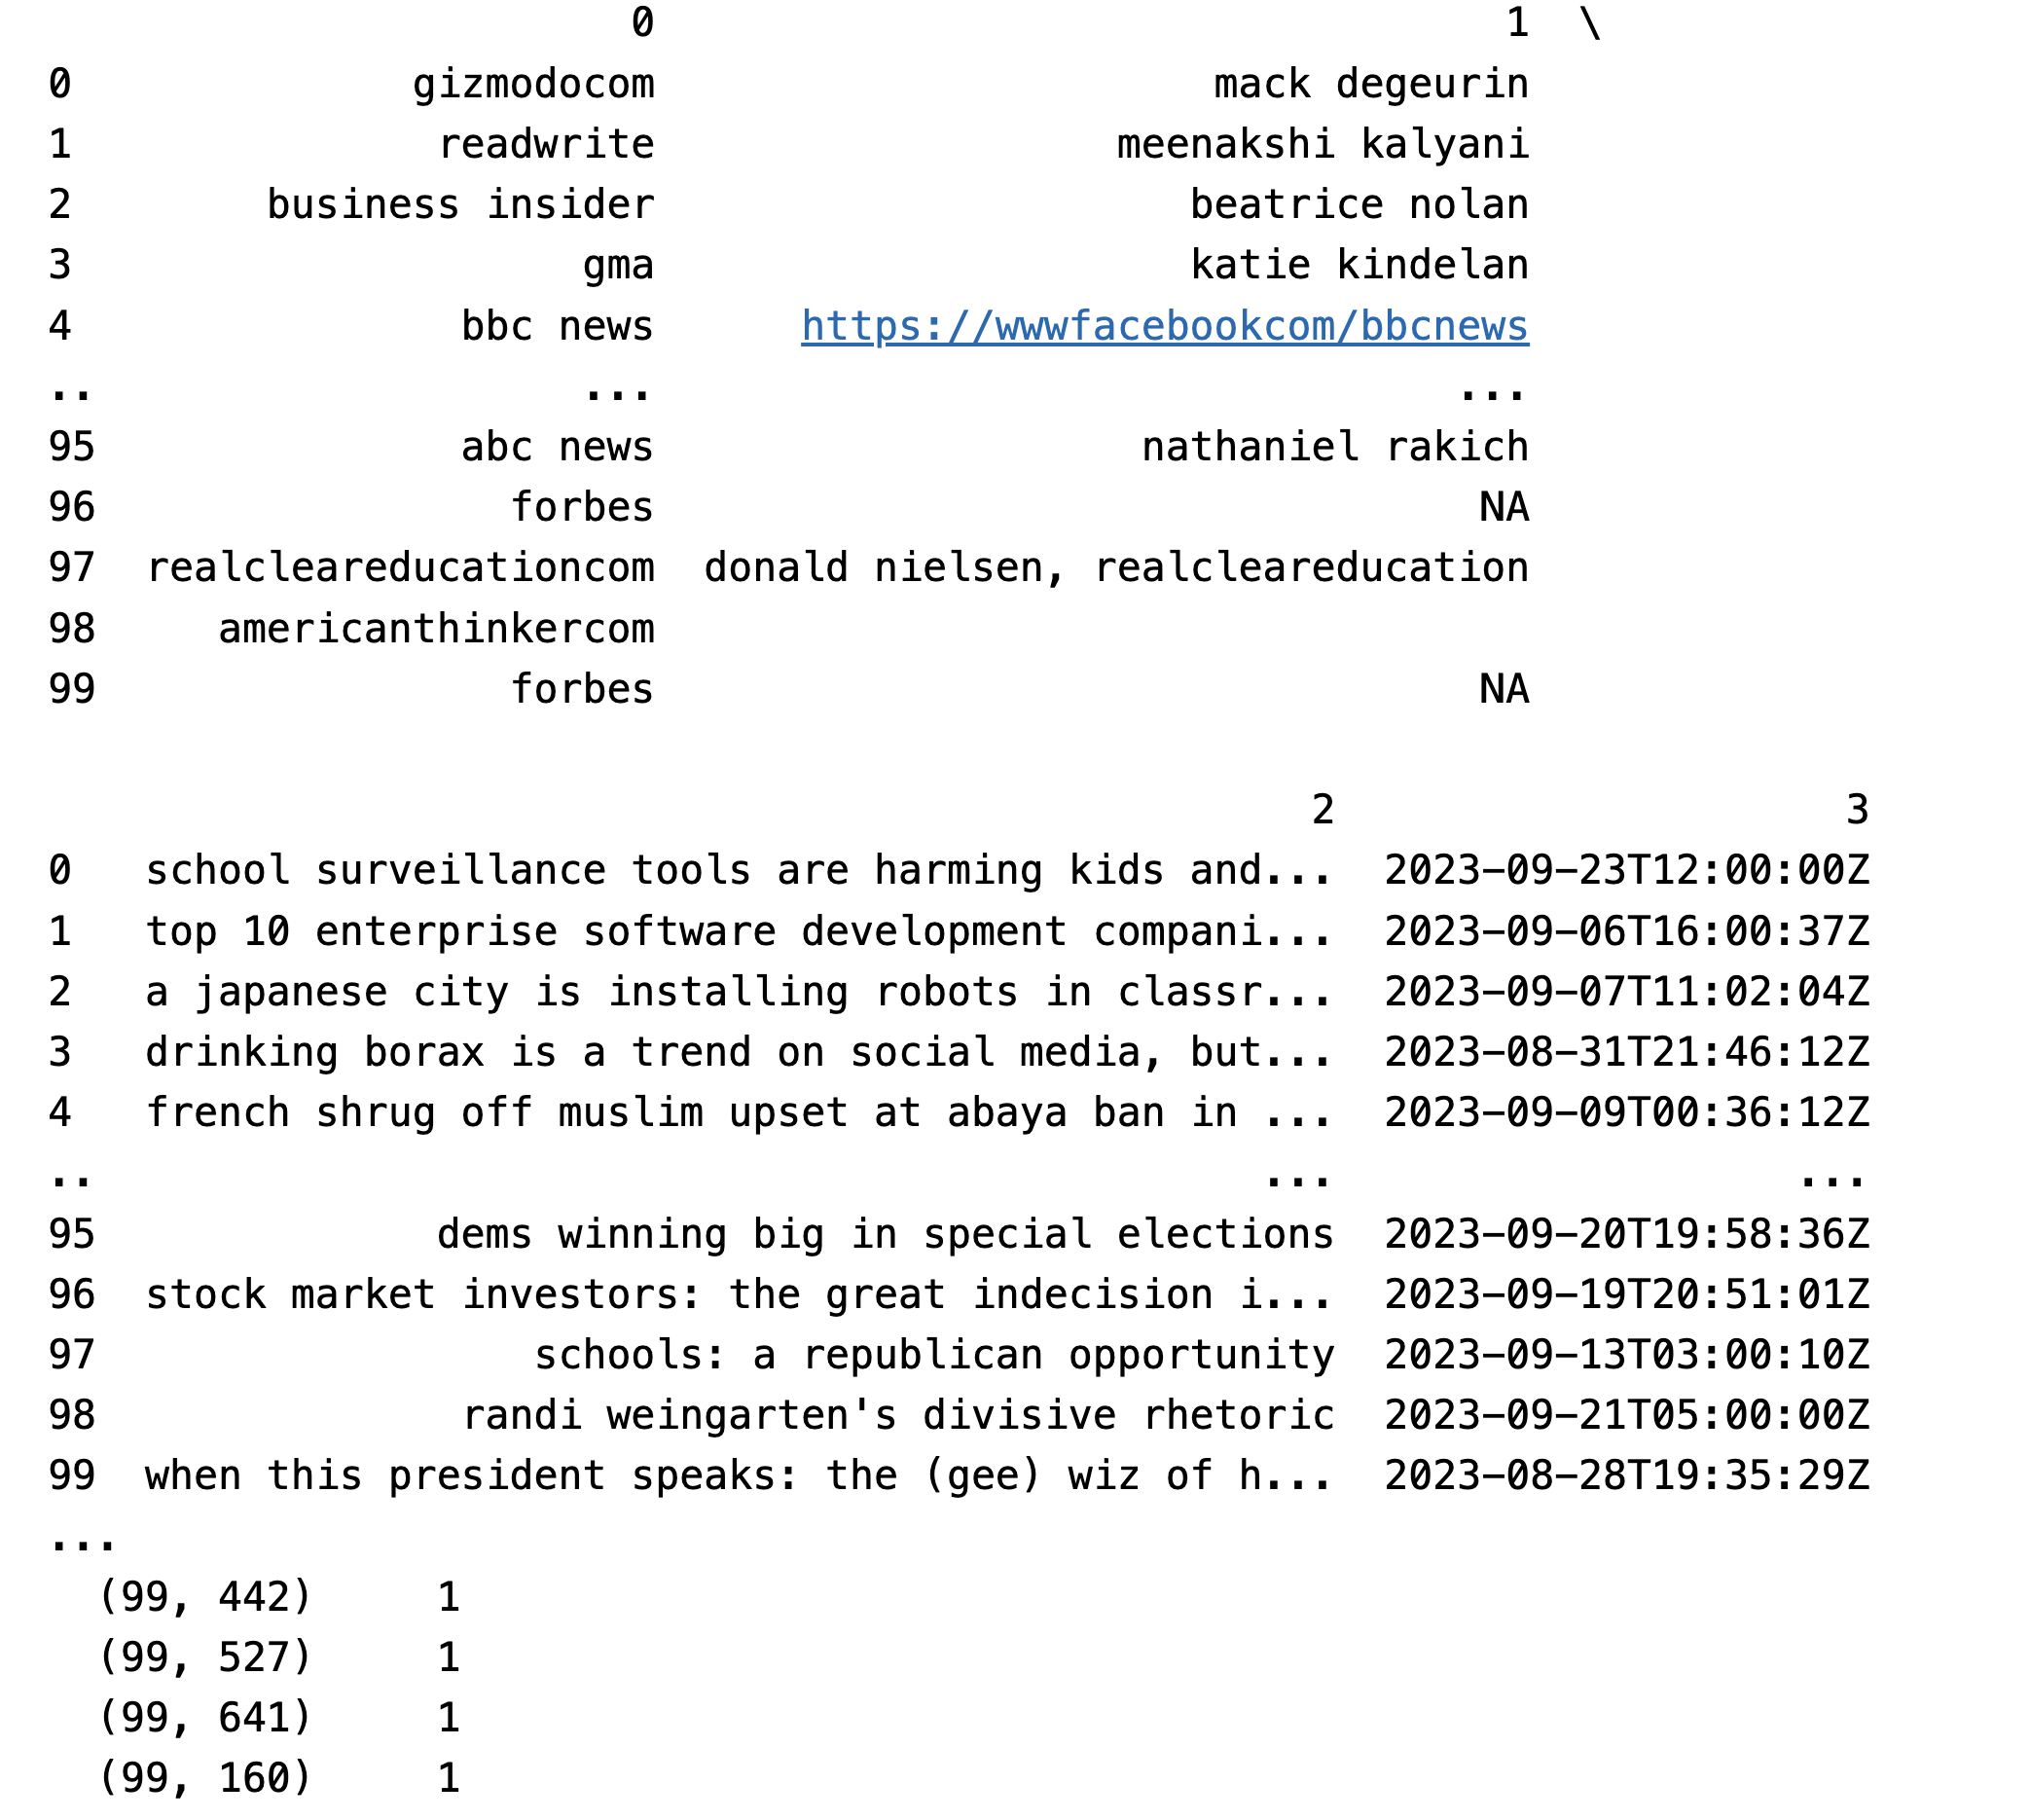 0 1 \
0 gizmodocom mack degeurin
1 readwrite meenakshi kalyani
2 business insider beatrice nolan
3 gma katie kindelan
4 bbc news https://wwwfacebookcom/bbcnews
.. ... ...
95 abc news nathaniel rakich
96 forbes NA
97 realcleareducationcom donald nielsen, realcleareducation
98 americanthinkercom
99 forbes NA
2 3
0 school surveillance tools are harming kids and... 2023-09-23T12:00:00Z
1 top 10 enterprise software development compani... 2023-09-06T16:00:37Z
2 a japanese city is installing robots in classr... 2023-09-07T11:02:04Z
3 drinking borax is a trend on social media, but... 2023-08-31T21:46:12Z
4 french shrug off muslim upset at abaya ban in ... 2023-09-09T00:36:12Z
.. ... ...
95 dems winning big in special elections 2023-09-20T19:58:36Z
96 stock market investors: the great indecision i... 2023-09-19T20:51:01Z
97 schools: a republican opportunity 2023-09-13T03:00:10Z
98 randi weingarten's divisive rhetoric 2023-09-21T05:00:00Z
99 when this president speaks: the (gee) wiz of h... 2023-08-28T19:35:29Z
...
(99, 442) 1
(99, 527) 1
(99, 641) 1
(99, 160) 1